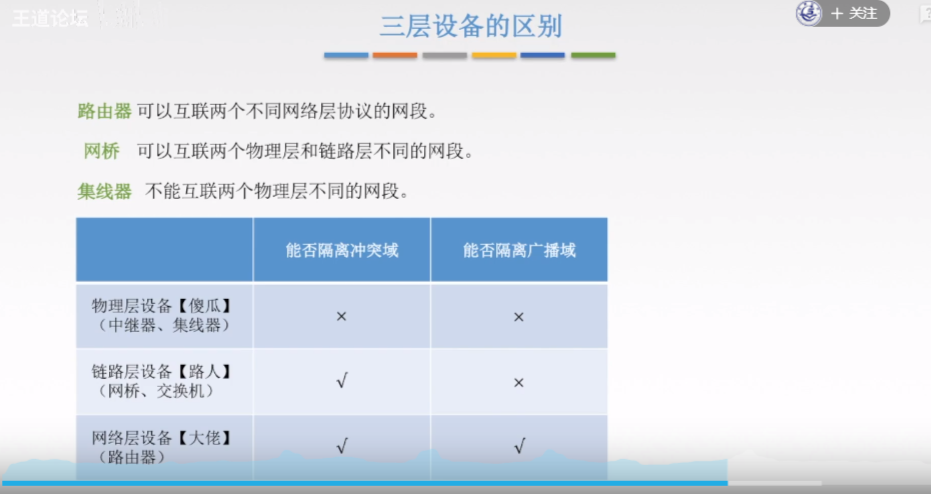 王道论坛
+ 关注
三层设备的区别
路由器 可以互联两个不同网络层协议的网段。
网桥 可以互联两个物理层和链路层不同的网段。
集线器 不能互联两个物理层不同的网段。
能否隔离冲突域 能否隔离广播域
物理层设备【傻瓜】
（中继器、集线器） × ×
链路层设备【路人】
（网桥、交换机） √ ×
网络层设备【大佬】
（路由器） √ √